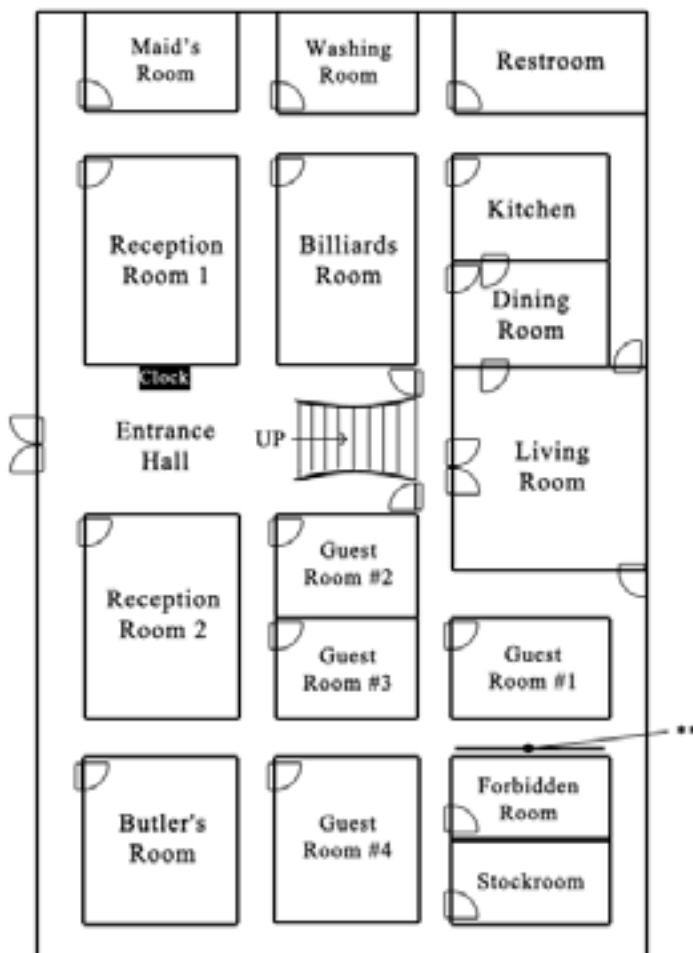 Maid's
Room
Washing
Room
Restroom
Reception
Room 1
Billiards
Room
Kitchen
Dining
Room
Clock
Entrance
Hall
UP
Living
Room
Reception
Room 2
Guest
Room #2
Guest
Room #3
Guest
Room #1
**
Butler's
Room
Guest
Room #4
Forbidden
Room
Stockroom